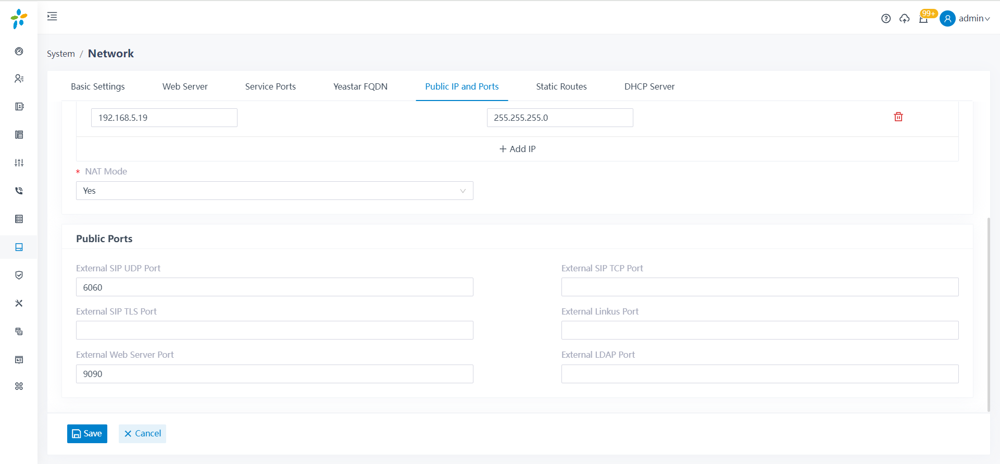 99+
admin
System / Network
Basic Settings
Web Server
Service Ports
Yeastar FQDN
Public IP and Ports
Static Routes
DHCP Server
192.168.5.19
255.255.255.0
+ Add IP
* NAT Mode
Yes
Public Ports
External SIP UDP Port
External SIP TCP Port
6060
External SIP TLS Port
External Linkus Port
External Web Server Port
External LDAP Port
9090
Save
Cancel